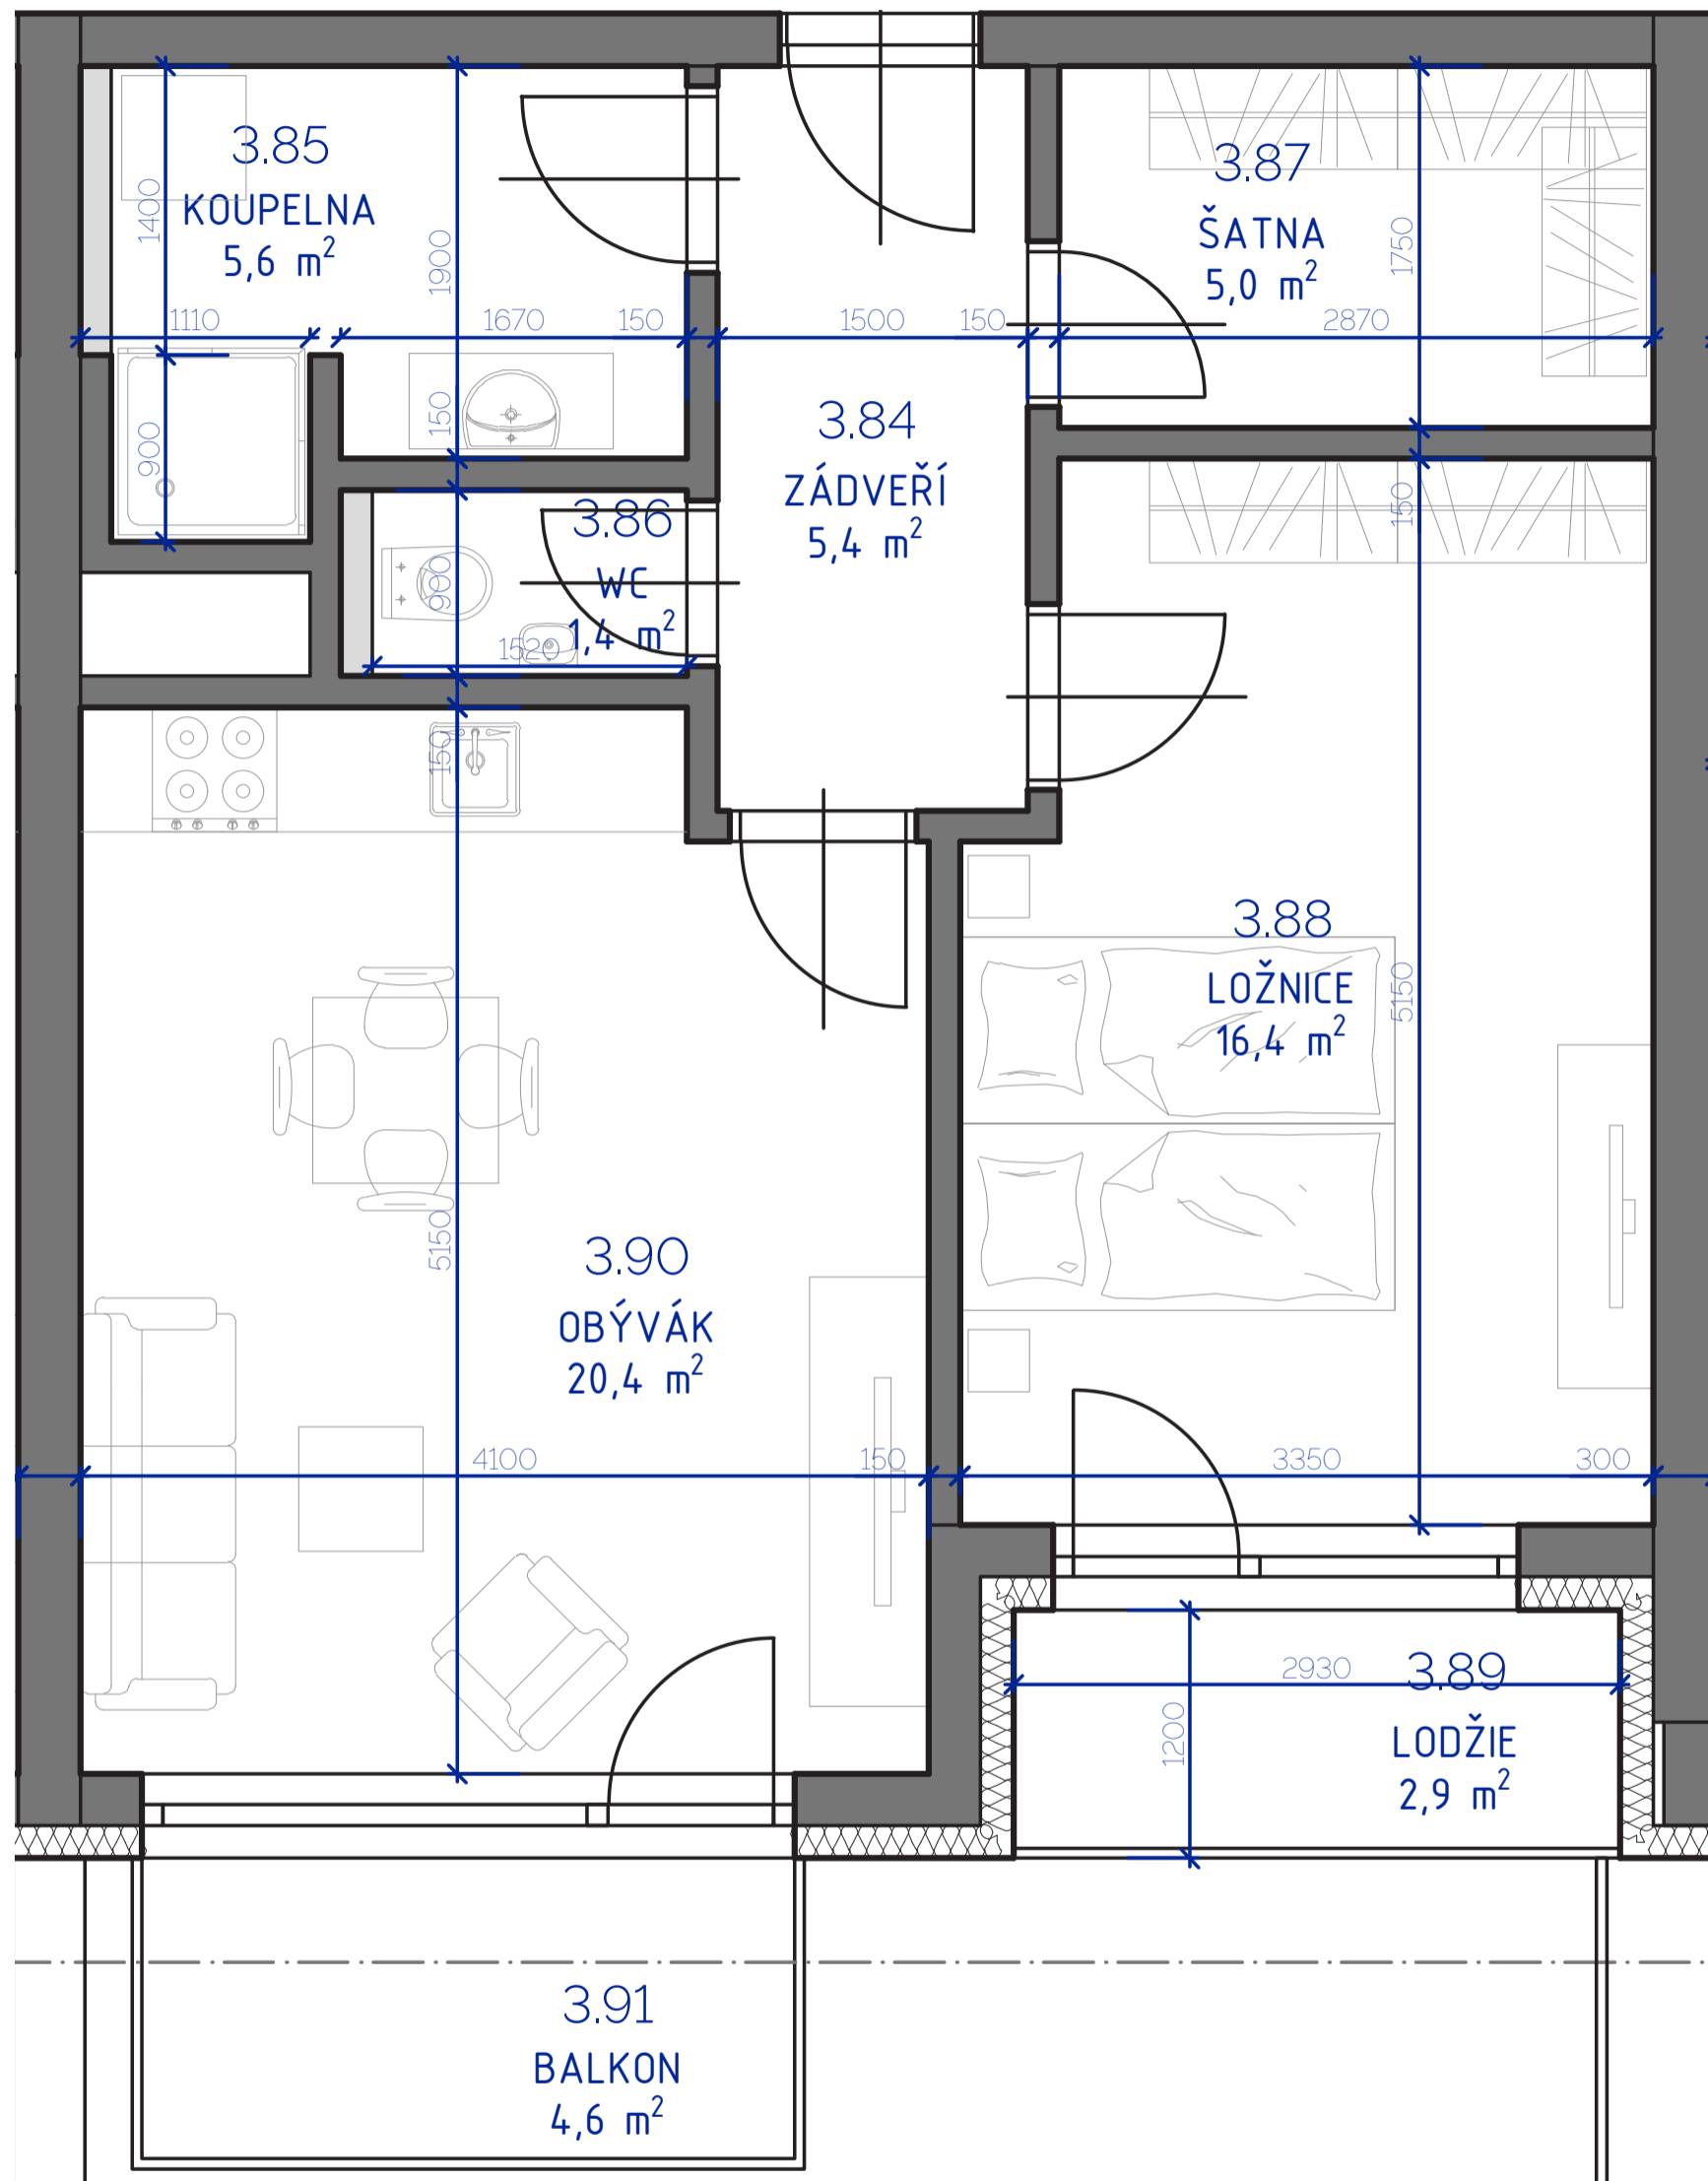 3.85
KOUPELNA
5,6 m²
1400
1900
1110
1670
150
900
150
3.87
ŠATNA
5,0 m²
1750
1500
150
2870
3.84
ZÁDVEŘÍ
5,4 m²
3.86
WC
1,4 m²
900
1520
150
150
3.88
LOŽNICE
16,4 m²
5150
5150
3.90
OBÝVÁK
20,4 m²
4100
150
3350
300
3.89
2930
LODŽIE
2,9 m²
1200
3.91
BALKON
4,6 m²